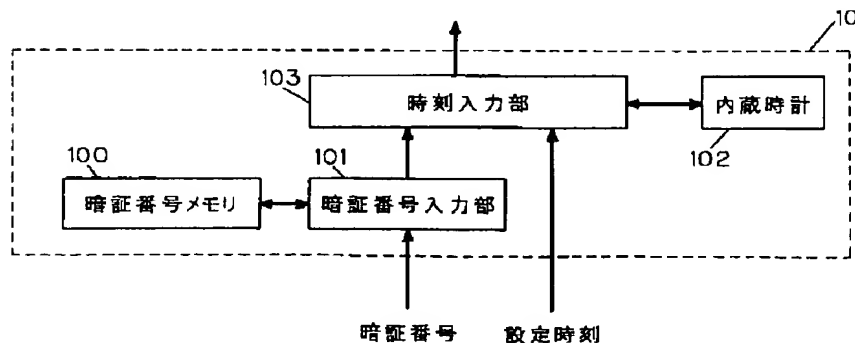 10
103
時刻入力部
内蔵時計
102
100
101
暗証番号メモリ
暗証番号入力部
暗証番号
設定時刻